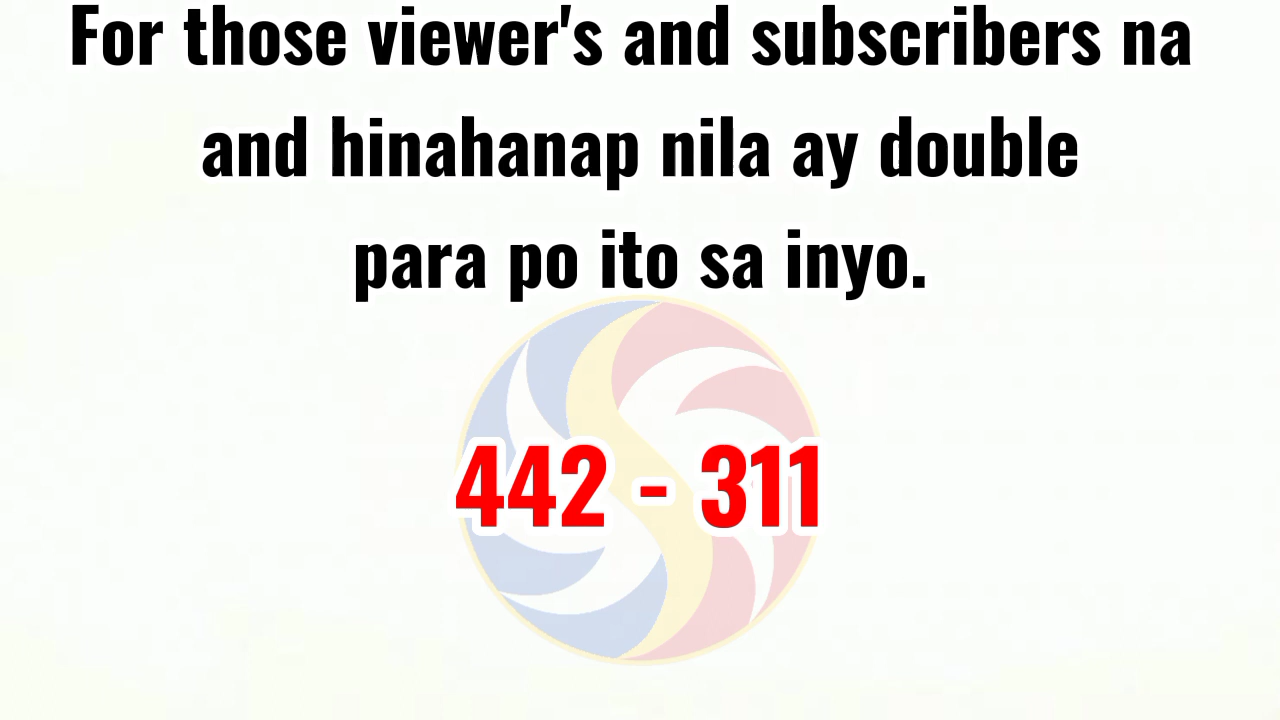 For those viewer's and subscribers na
and hinahanap nila ay double
para po ito sa inyo.
442 - 311